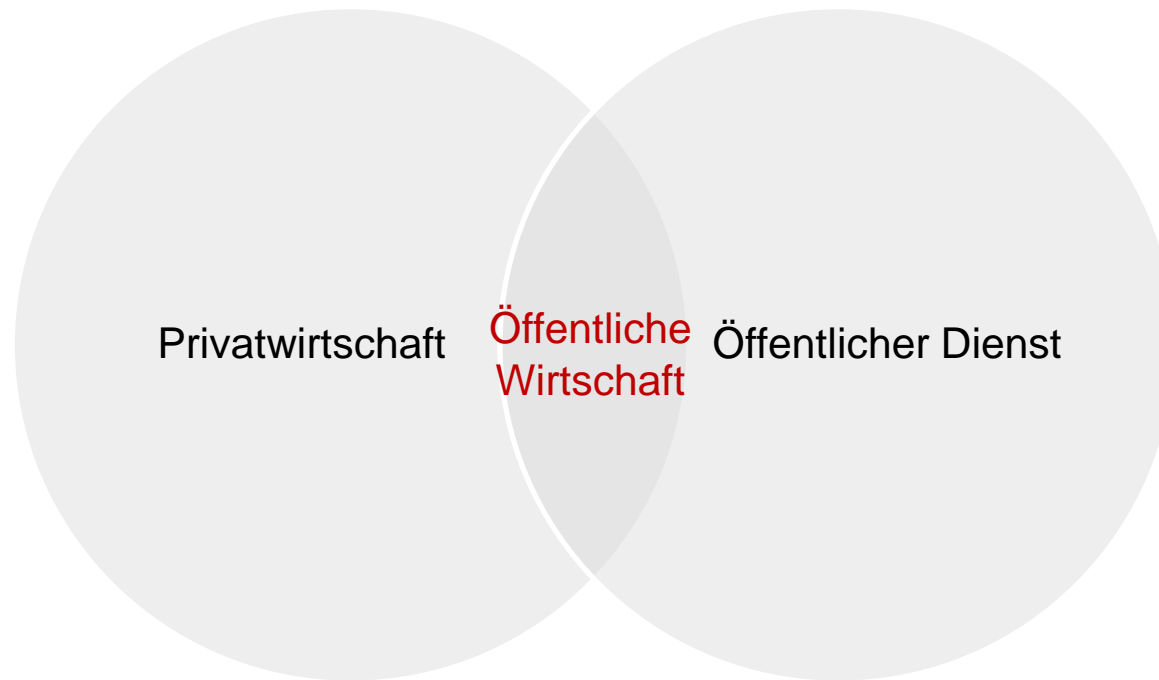 Privatwirtschaft
Öffentliche
Wirtschaft
Öffentlicher Dienst